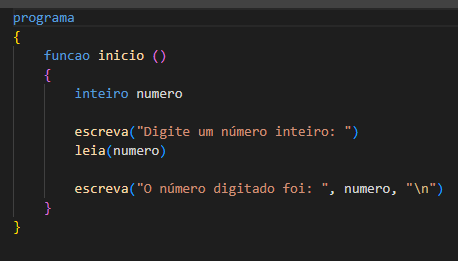 programa
{
funcao inicio ()
{
inteiro numero
escreva("Digite um número inteiro: ")
leia(numero)
escreva("O número digitado foi: ", numero, "\n")
}
}